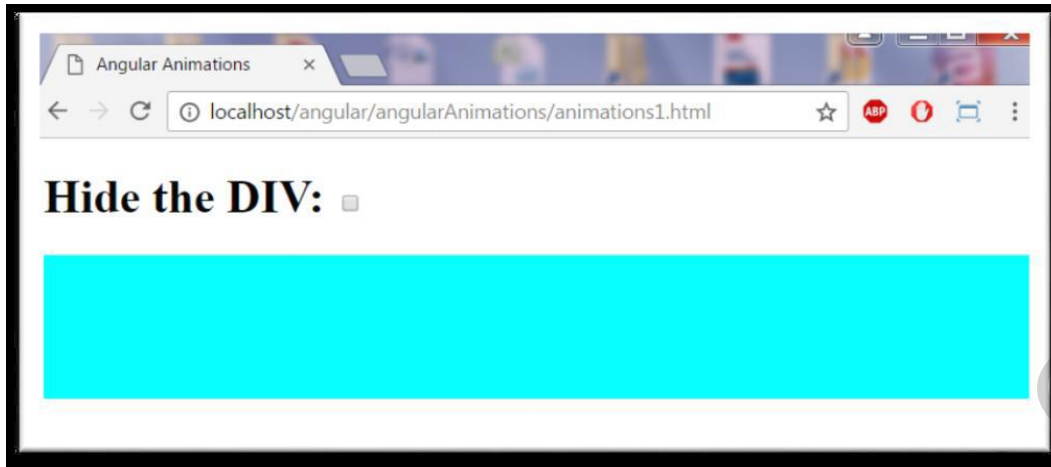 Angular Animations
localhost/angular/angularAnimations/animations1.html
ABP
Hide the DIV: